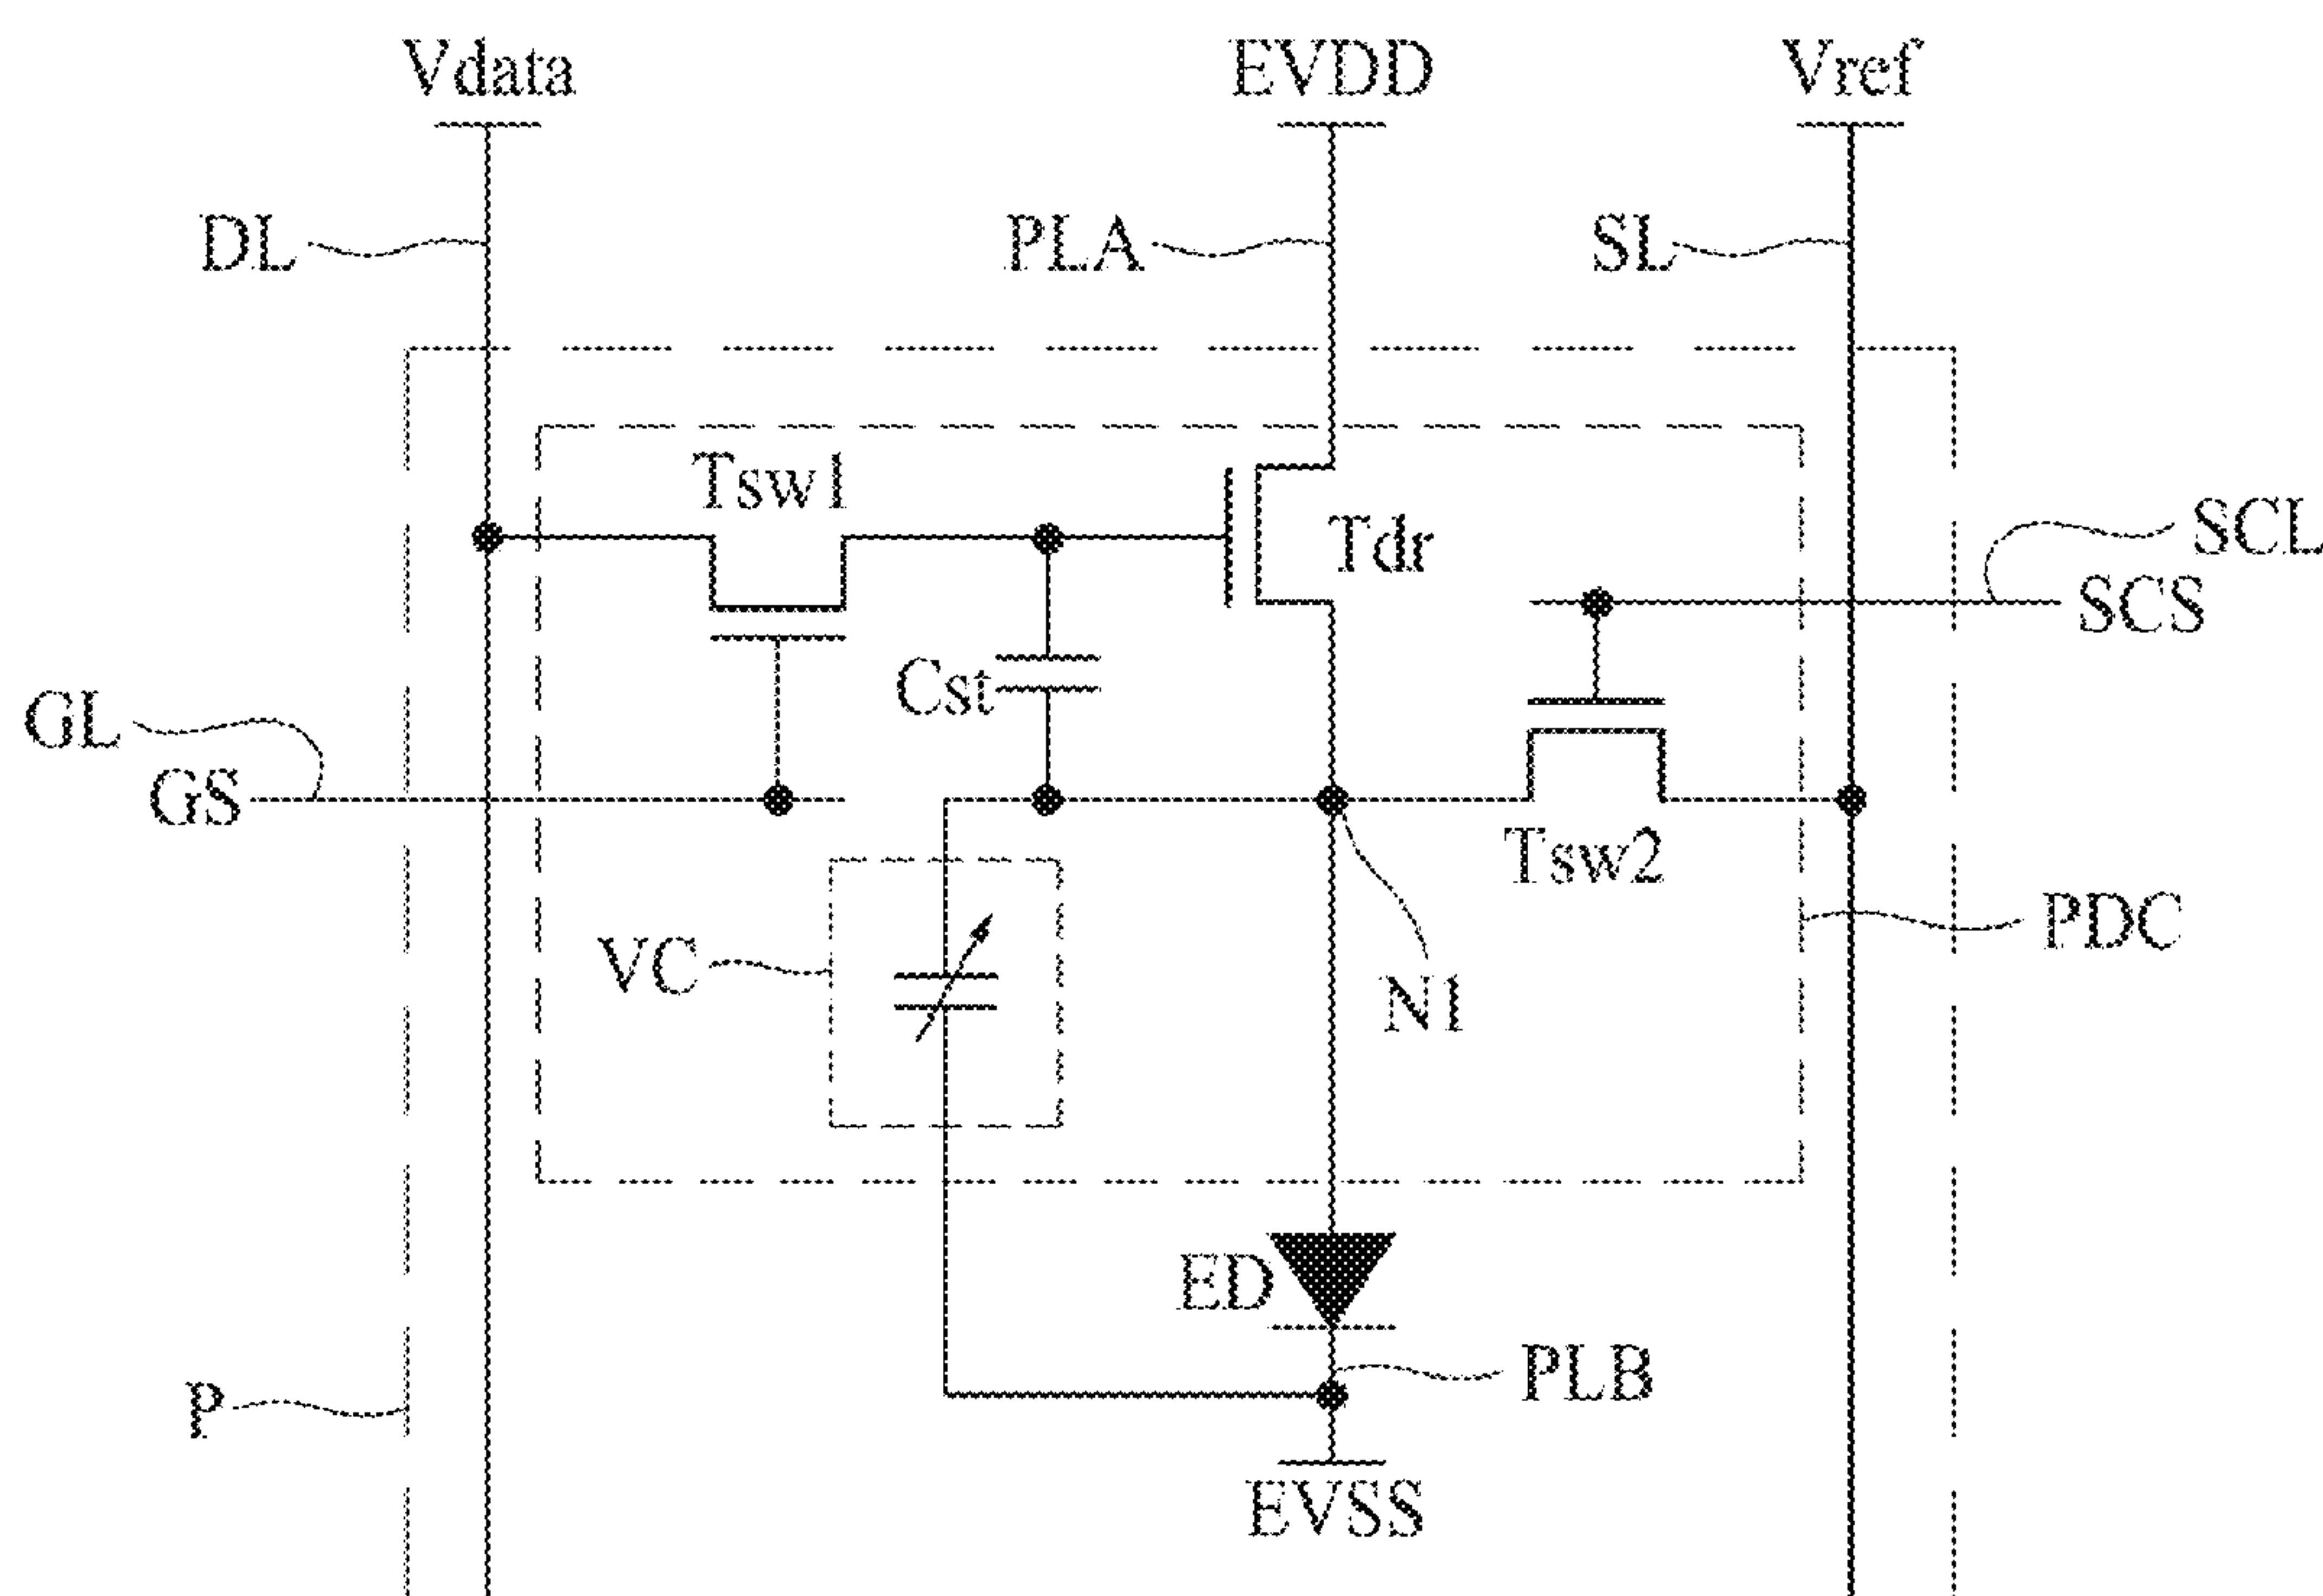 Vdata
EVDD
Vref
DL
PLA
SL
Tsw1
Tdr
SCL
SCS
Cst
GL
GS
Tsw2
PDC
VC
N1
ED
PLB
P
EVSS